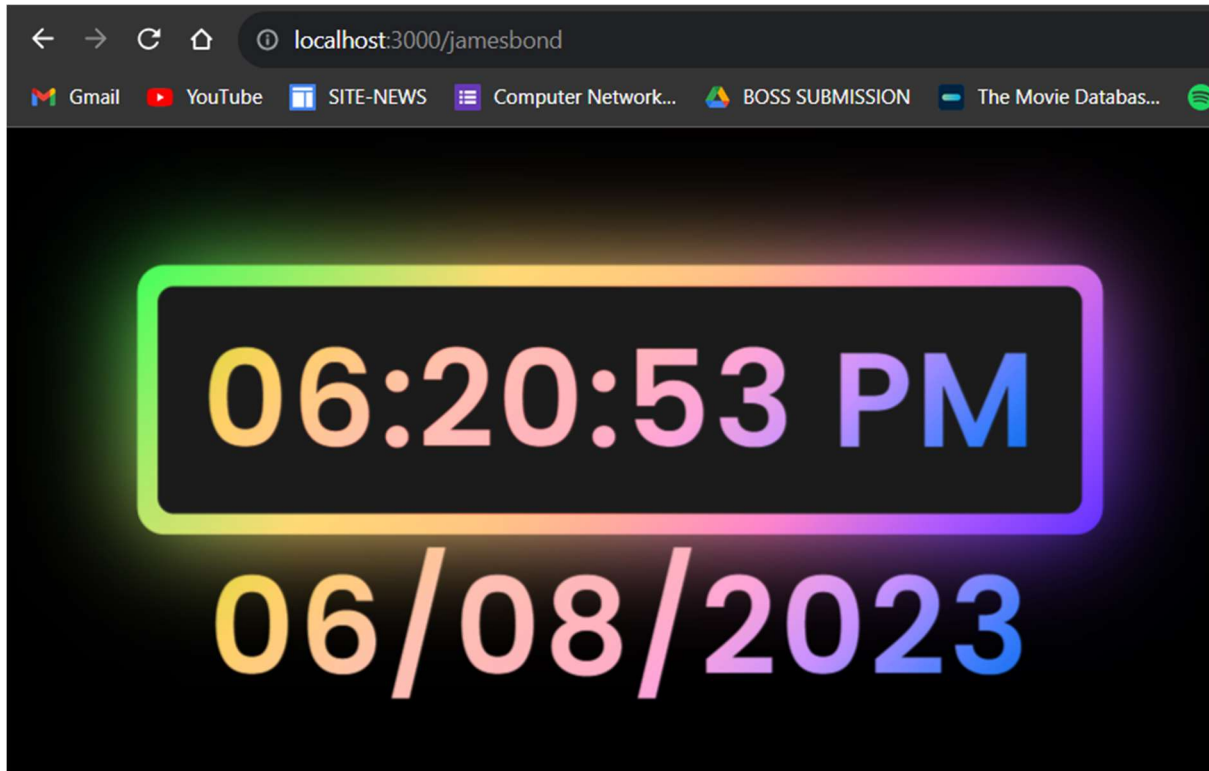 localhost:3000/jamesbond
Gmail YouTube SITE-NEWS Computer Network... BOSS SUBMISSION The Movie Databas...
06:20:53 PM
06/08/2023